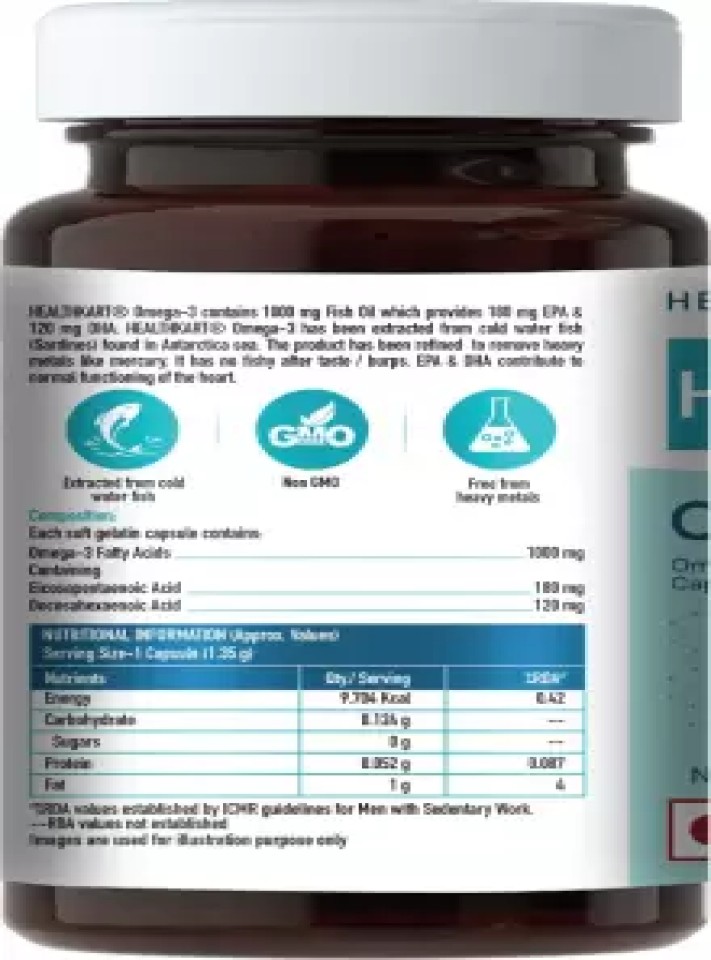 HEALTHKART® Omega-3 contains 1000 mg Fish Oil which provides 180 mg EPA &
120 mg DHA. HEALTHKART® Omega-3 has been extracted from cold water fish
(Sardines) found in Antarctica sea. The product has been refined to remove heavy
metals like mercury. It has no fishy after taste / burps. EPA & DHA contribute to
normal functioning of the heart.
GMO
Extracted from cold
water fish
Non GMO
Free from
heavy metals
Composition:
Each soft gelatin capsule contains:
Omega-3 Fatty Acids 1000 mg
Containing
Eicosapentaenoic Acid 180 mg
Docosahexaenoic Acid 120 mg
NUTRITIONAL INFORMATION (Approx. Values)
Serving Size-1 Capsule (1.35 g)
Nutrients Qty./ Serving %RDA*
Energy 9.704 Kcal 0.42
Carbohydrate 0.134 g ---
Sugars 0 g ---
Protein 0.052 g 0.087
Fat 1 g 4
*%RDA values established by ICMR guidelines for Men with Sedentary Work.
---RDA values not established
Images are used for illustration purpose only
HE
H
N